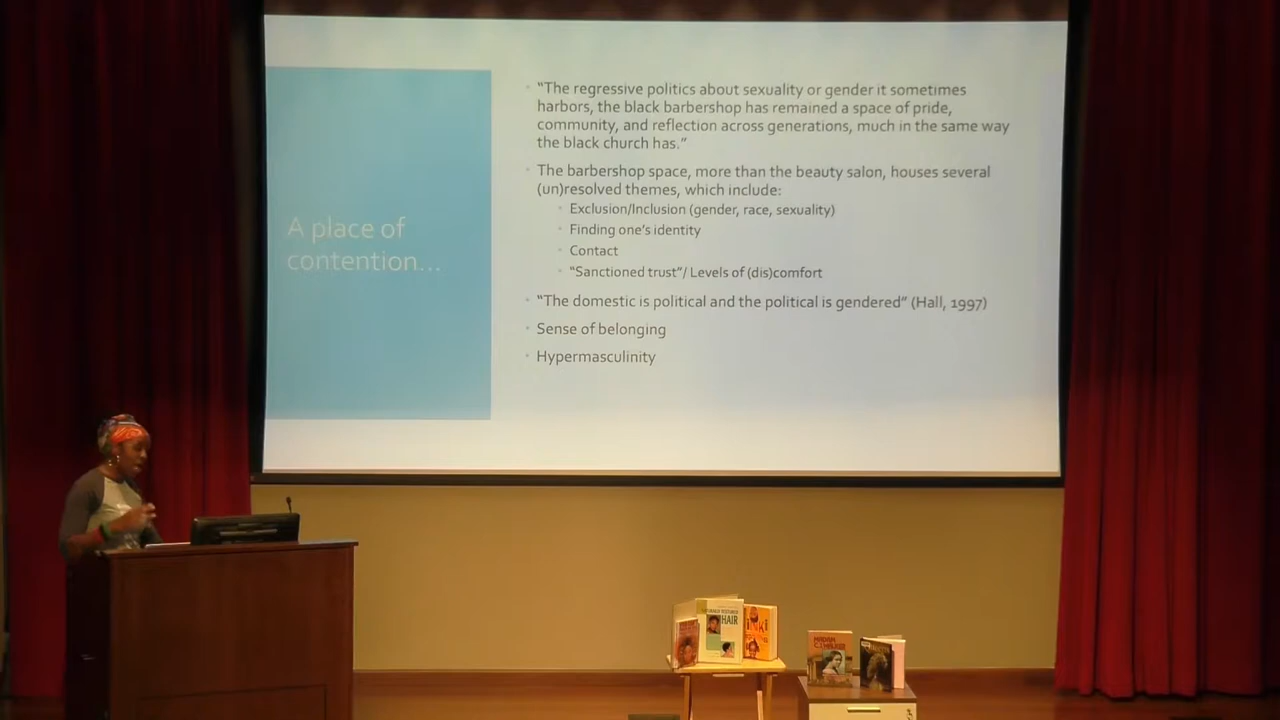 A place of
contention...
“The regressive politics about sexuality or gender it sometimes
harbors, the black barbershop has remained a space of pride,
community, and reflection across generations, much in the same way
the black church has.”
The barbershop space, more than the beauty salon, houses several
(un)resolved themes, which include:
Exclusion/Inclusion (gender, race, sexuality)
Finding one’s identity
Contact
“Sanctioned trust”/ Levels of (dis)comfort
“The domestic is political and the political is gendered” (Hall, 1997)
Sense of belonging
Hypermasculinity
HAIR
MADAM
C.J. WALKER